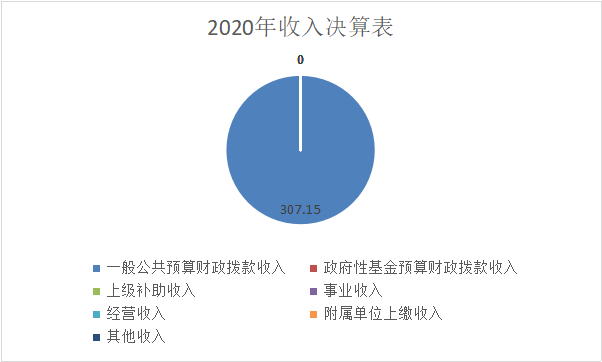 2020年收入决算表
0
307.15
一般公共预算财政拨款收入 政府性基金预算财政拨款收入
上级补助收入 事业收入
经营收入 附属单位上缴收入
其他收入